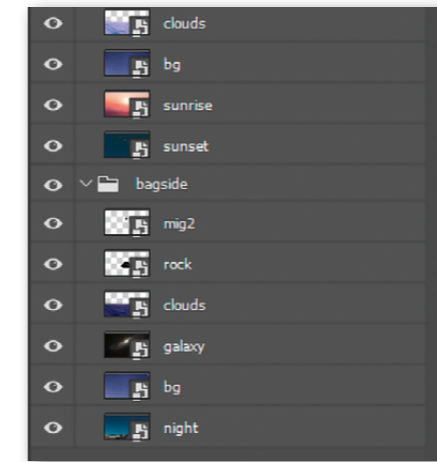 clouds
bg
sunrise
sunset
bagside
mig2
rock
clouds
galaxy
bg
night